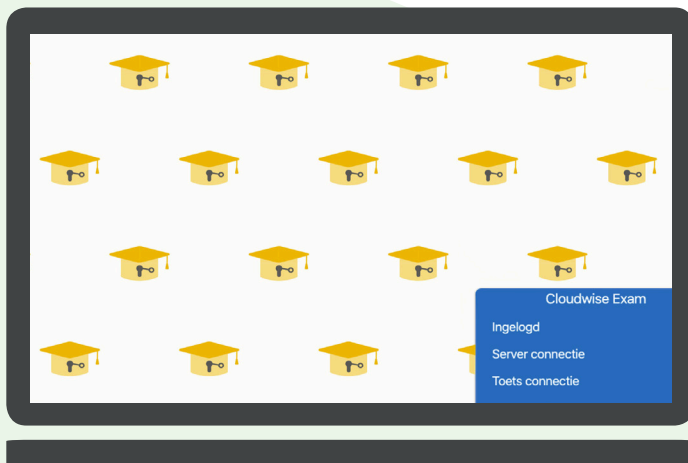 Cloudwise Exam
Ingelogd
Server connectie
Toets connectie